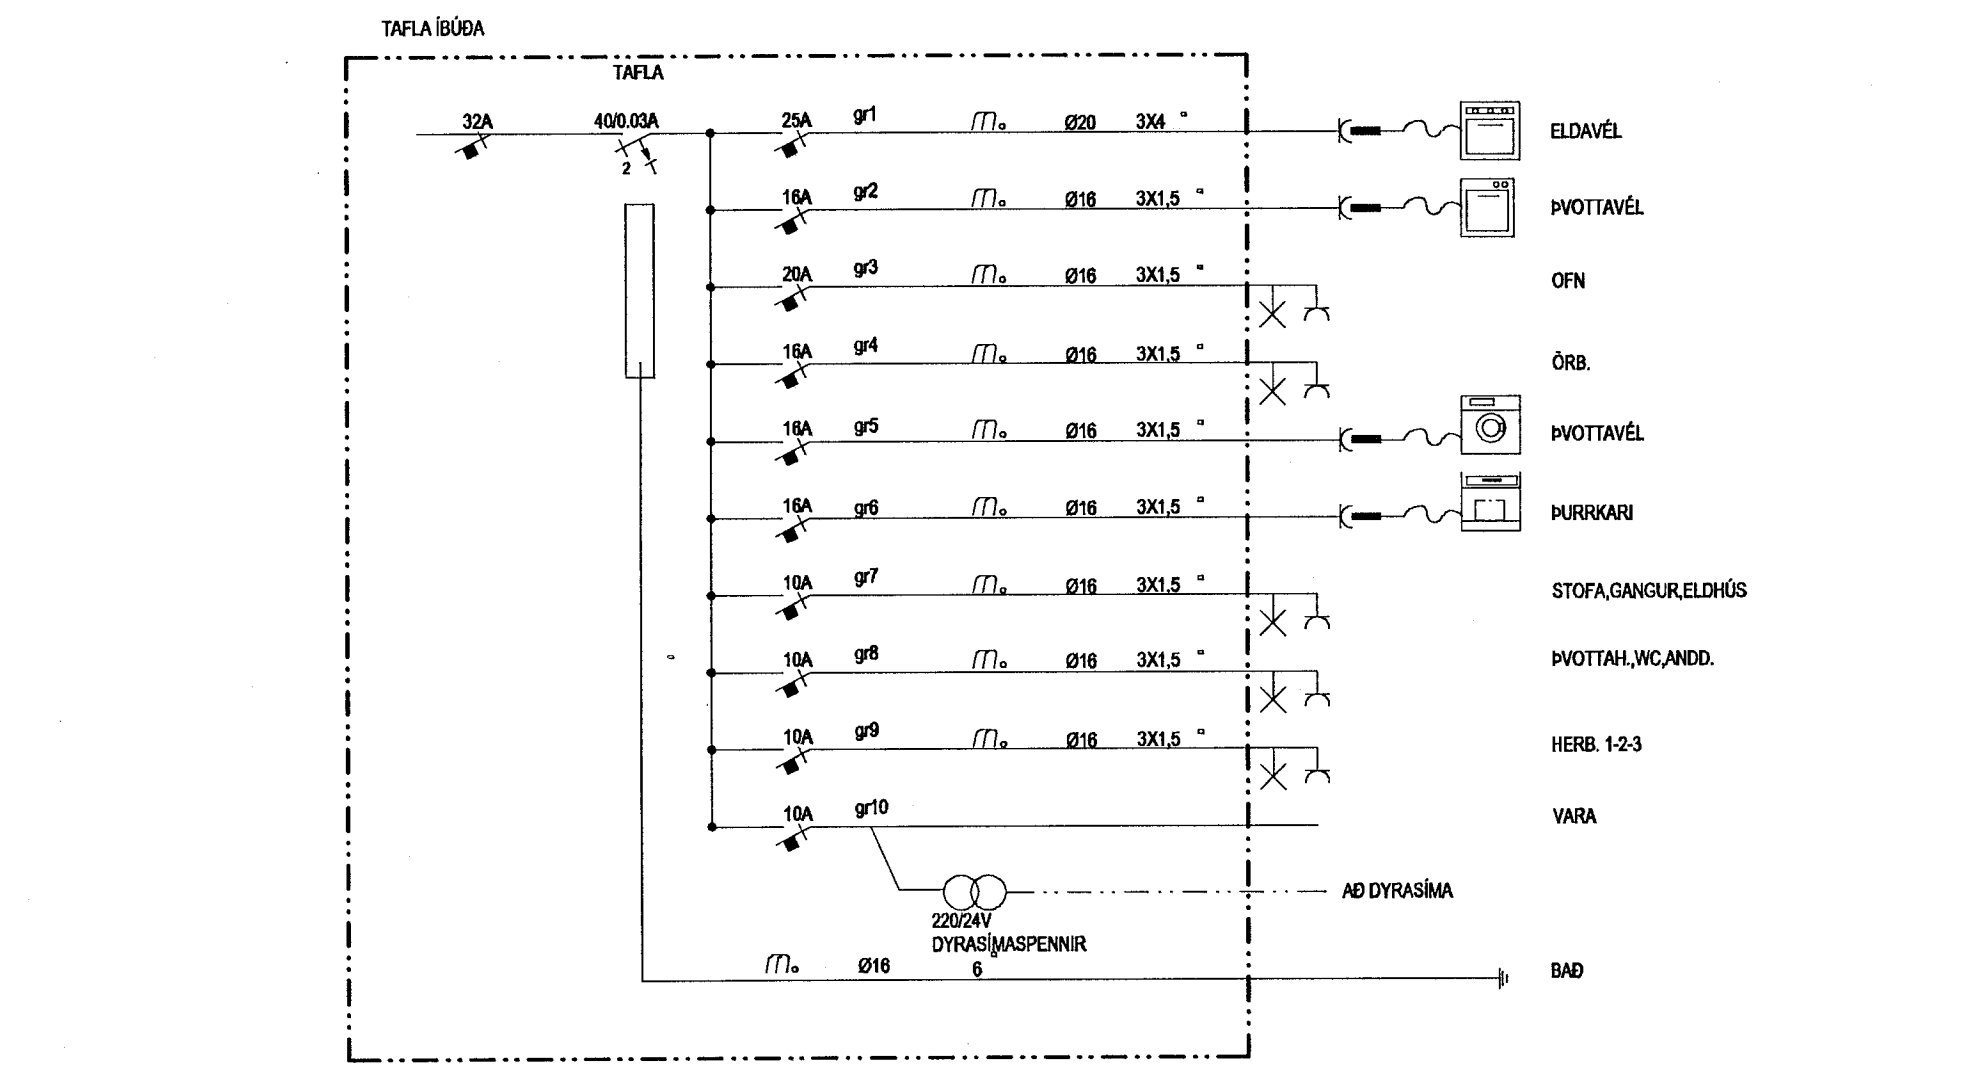 TAFLA ÍBÚÐA
TAFLA
32A 40/0.03A 2
25A gr1 m. Ø20 3X4 ▫ ELDAVÉL
16A gr2 m. Ø16 3X1,5 ▫ ÞVOTTAVÉL
20A gr3 m. Ø16 3X1,5 ▫ OFN
16A gr4 m. Ø16 3X1,5 ▫ ÖRB.
16A gr5 m. Ø16 3X1,5 ▫ ÞVOTTAVÉL
16A gr6 m. Ø16 3X1,5 ▫ ÞURRKARI
10A gr7 m. Ø16 3X1,5 ▫ STOFA,GANGUR,ELDHÚS
10A gr8 m. Ø16 3X1,5 ▫ ÞVOTTAH.,WC,ANDD.
10A gr9 m. Ø16 3X1,5 ▫ HERB. 1-2-3
10A gr10 VARA
AÐ DYRASÍMA
220/24V
DYRASÍMASPENNIR
m. Ø16 6 ▫ BAÐ